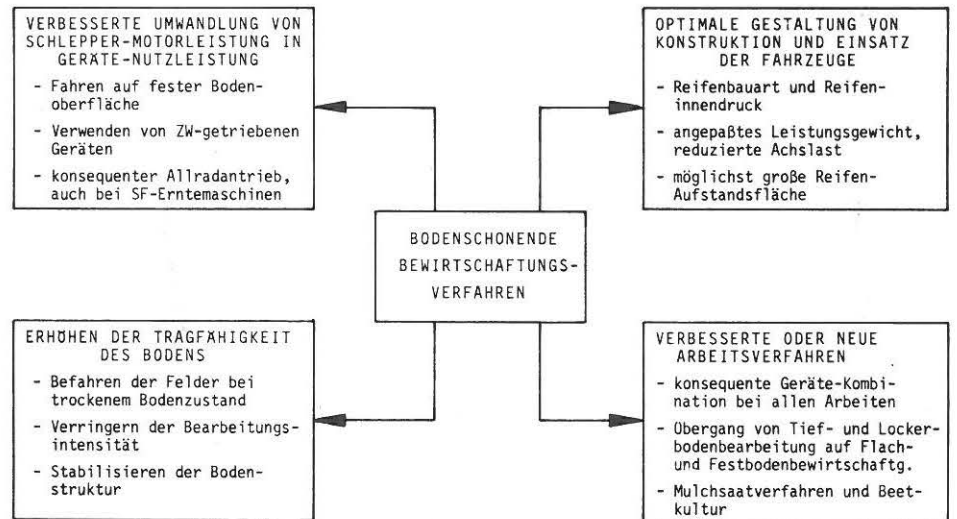 VERBESSERTE UMWANDLUNG VON
SCHLEPPER-MOTORLEISTUNG IN
GERÄTE-NUTZLEISTUNG
- Fahren auf fester Boden-
oberfläche
- Verwenden von ZW-getriebenen
Geräten
- konsequenter Allradantrieb,
auch bei SF-Erntemaschinen
OPTIMALE GESTALTUNG VON
KONSTRUKTION UND EINSATZ
DER FAHRZEUGE
- Reifenbauart und Reifen-
innendruck
- angepaßtes Leistungsgewicht,
reduzierte Achslast
- möglichst große Reifen-
Aufstandsfläche
BODENSCHONENDE
BEWIRTSCHAFTUNGS-
VERFAHREN
ERHÖHEN DER TRAGFÄHIGKEIT
DES BODENS
- Befahren der Felder bei
trockenem Bodenzustand
- Verringern der Bearbeitungs-
intensität
- Stabilisieren der Boden-
struktur
VERBESSERTE ODER NEUE
ARBEITSVERFAHREN
- konsequente Geräte-Kombi-
nation bei allen Arbeiten
- Übergang von Tief- und Locker-
bodenbearbeitung auf Flach-
und Festbodenbewirtschaftg.
- Mulchsaatverfahren und Beet-
kultur